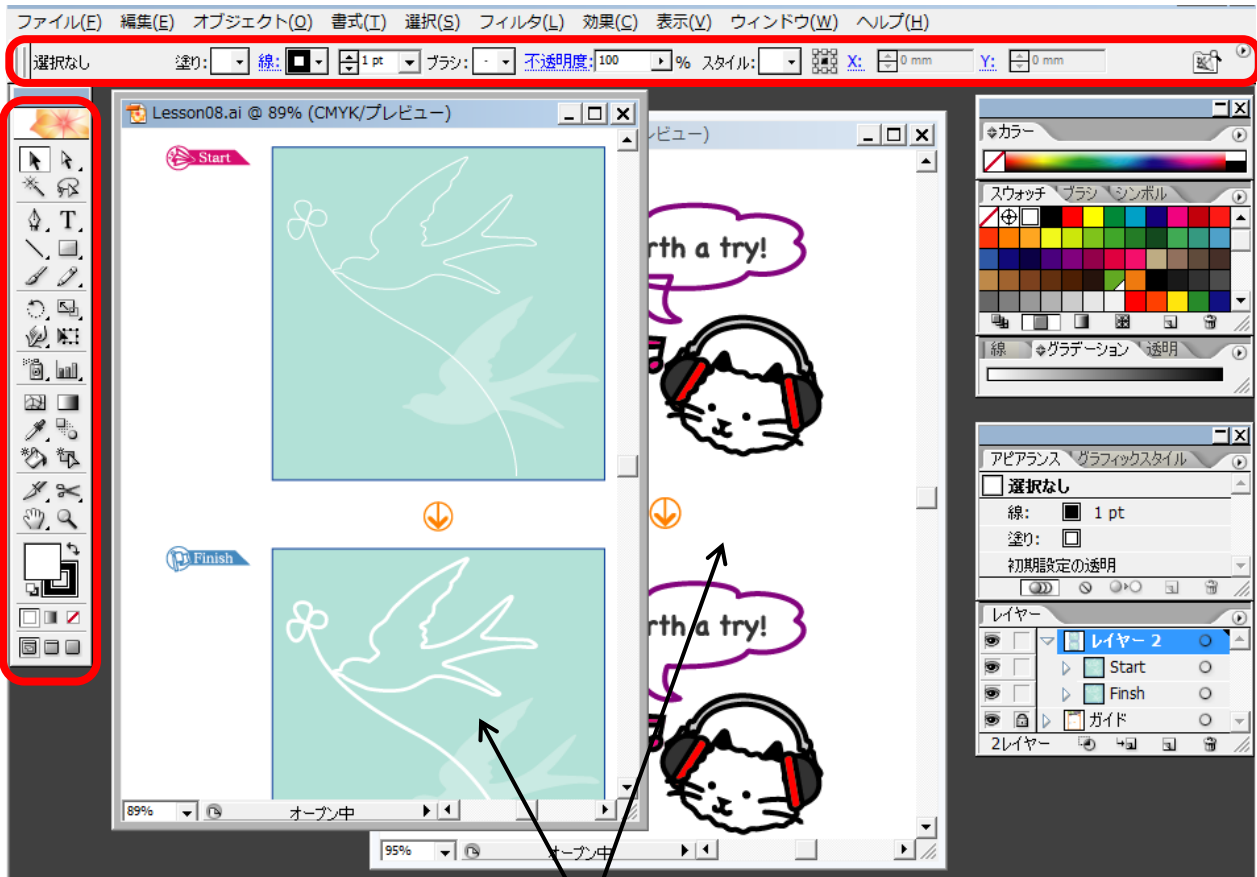 ファイル(F) 編集(E) オブジェクト(O) 書式(T) 選択(S) フィルタ(L) 効果(C) 表示(V) ウィンドウ(W) ヘルプ(H)
選択なし 塗り: 線: 1 pt ブラシ: 不透明度: 100 % スタイル: X: 0 mm Y: 0 mm
Lesson08.ai @ 89% (CMYK/プレビュー)
Start
Finish
89% オープン中
ビュー)
rth a try!
rth a try!
95% オープン中
T
カラー
スウォッチ ブラシ シンボル
線 グラデーション 透明
アピアランス グラフィックスタイル
選択なし
線: 1 pt
塗り:
初期設定の透明
レイヤー
レイヤー 2
Start
Finsh
ガイド
2レイヤー